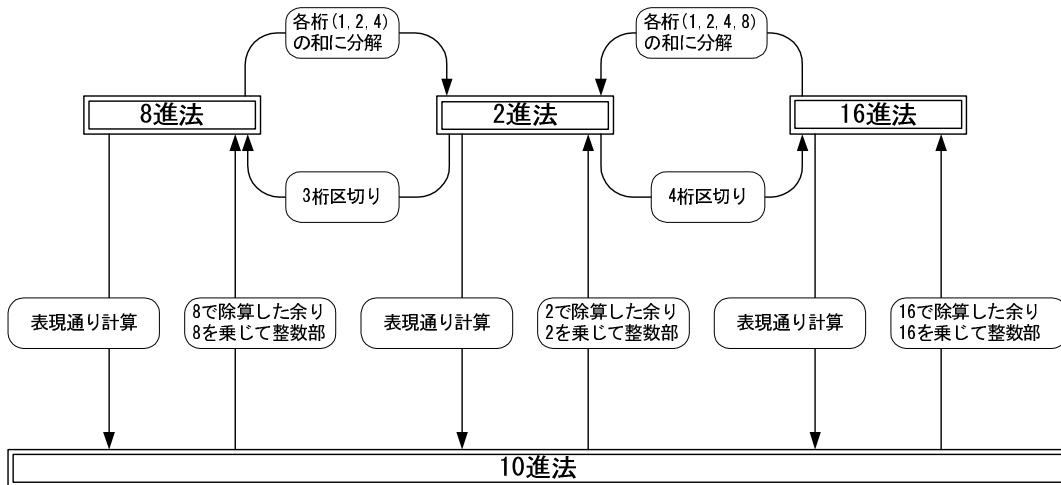 各桁(1,2,4)
の和に分解
各桁(1,2,4,8)
の和に分解
8進法
2進法
16進法
3桁区切り
4桁区切り
表現通り計算
8で除算した余り
8を乗じて整数部
表現通り計算
2で除算した余り
2を乗じて整数部
表現通り計算
16で除算した余り
16を乗じて整数部
10進法